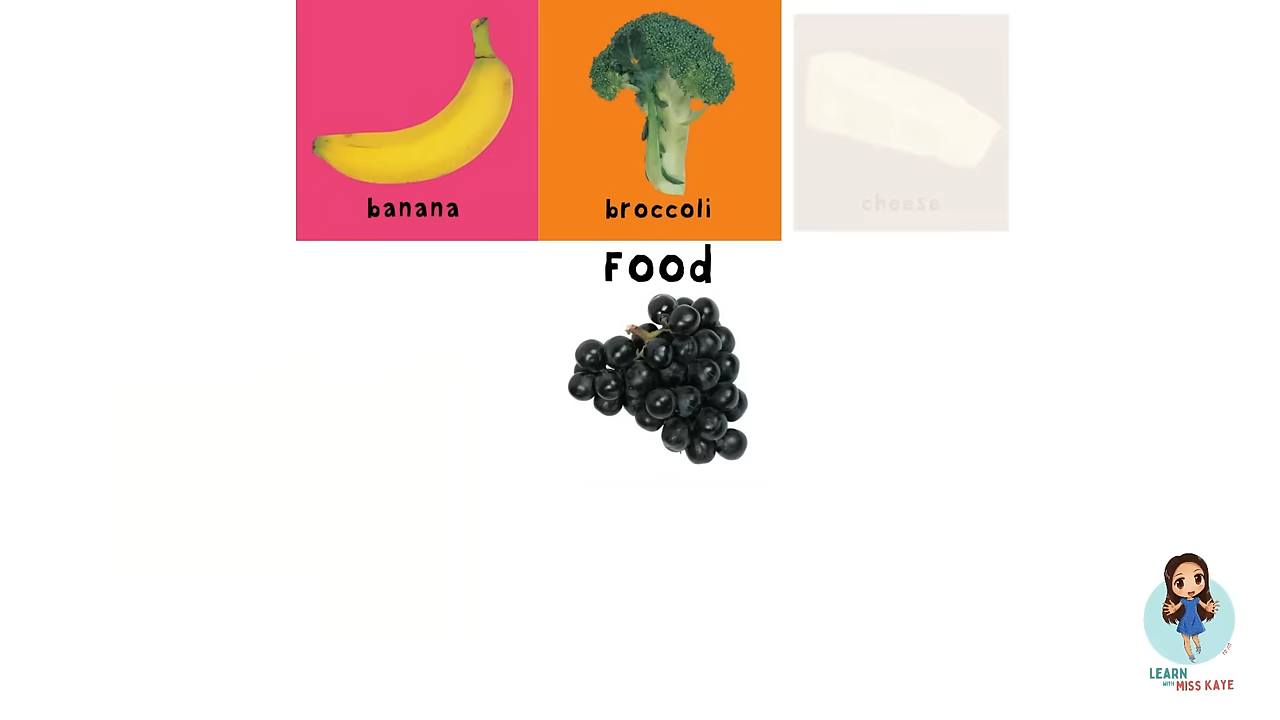 banana
broccoli
cheese
Food
LEARN
WITH MISS KAYE